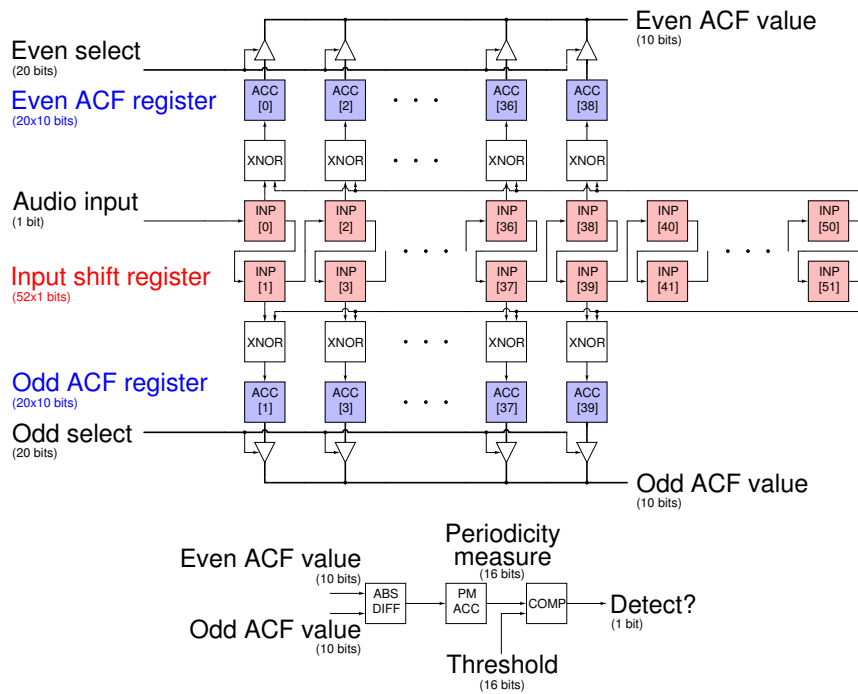 Even select
(20 bits)
Even ACF value
(10 bits)
Even ACF register
(20x10 bits)
ACC [0]
ACC [2]
. . .
ACC [36]
ACC [38]
XNOR
XNOR
. . .
XNOR
XNOR
Audio input
(1 bit)
INP [0]
INP [2]
INP [36]
INP [38]
INP [40]
INP [50]
. . .
. . .
Input shift register
(52x1 bits)
INP [1]
INP [3]
INP [37]
INP [39]
INP [41]
INP [51]
XNOR
XNOR
. . .
XNOR
XNOR
Odd ACF register
(20x10 bits)
ACC [1]
ACC [3]
. . .
ACC [37]
ACC [39]
Odd select
(20 bits)
Odd ACF value
(10 bits)
Periodicity
measure
(16 bits)
Even ACF value
(10 bits)
ABS
DIFF
PM
ACC
COMP
Detect?
(1 bit)
Odd ACF value
(10 bits)
Threshold
(16 bits)